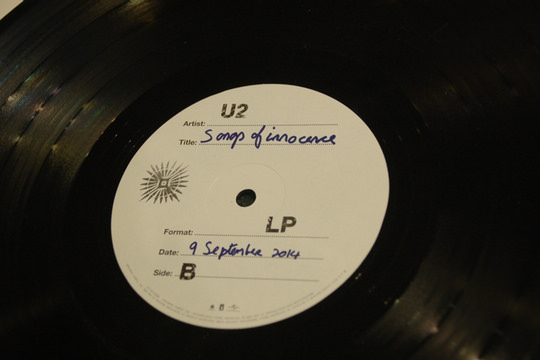 Artist: U2
Title: Songs of innocence
Format: LP
Date: 9 September 2014
Side: B